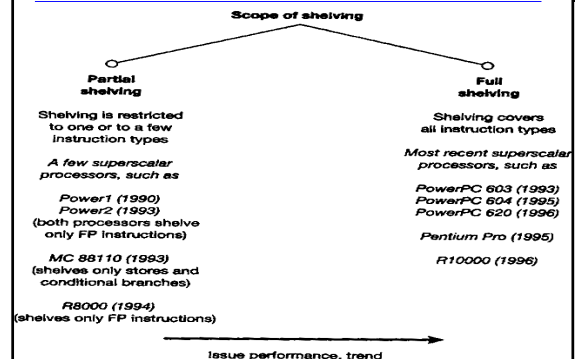 Scope of shelving
Partial
shelving
Shelving is restricted
to one or to a few
instruction types
A few superscalar
processors, such as
Power1 (1990)
Power2 (1993)
(both processors shelve
only FP instructions)
MC 88110 (1993)
(shelves only stores and
conditional branches)
R8000 (1994)
(shelves only FP instructions)
Full
shelving
Shelving covers
all instruction types
Most recent superscalar
processors, such as
PowerPC 603 (1993)
PowerPC 604 (1995)
PowerPC 620 (1996)
Pentium Pro (1995)
R10000 (1996)
Issue performance, trend